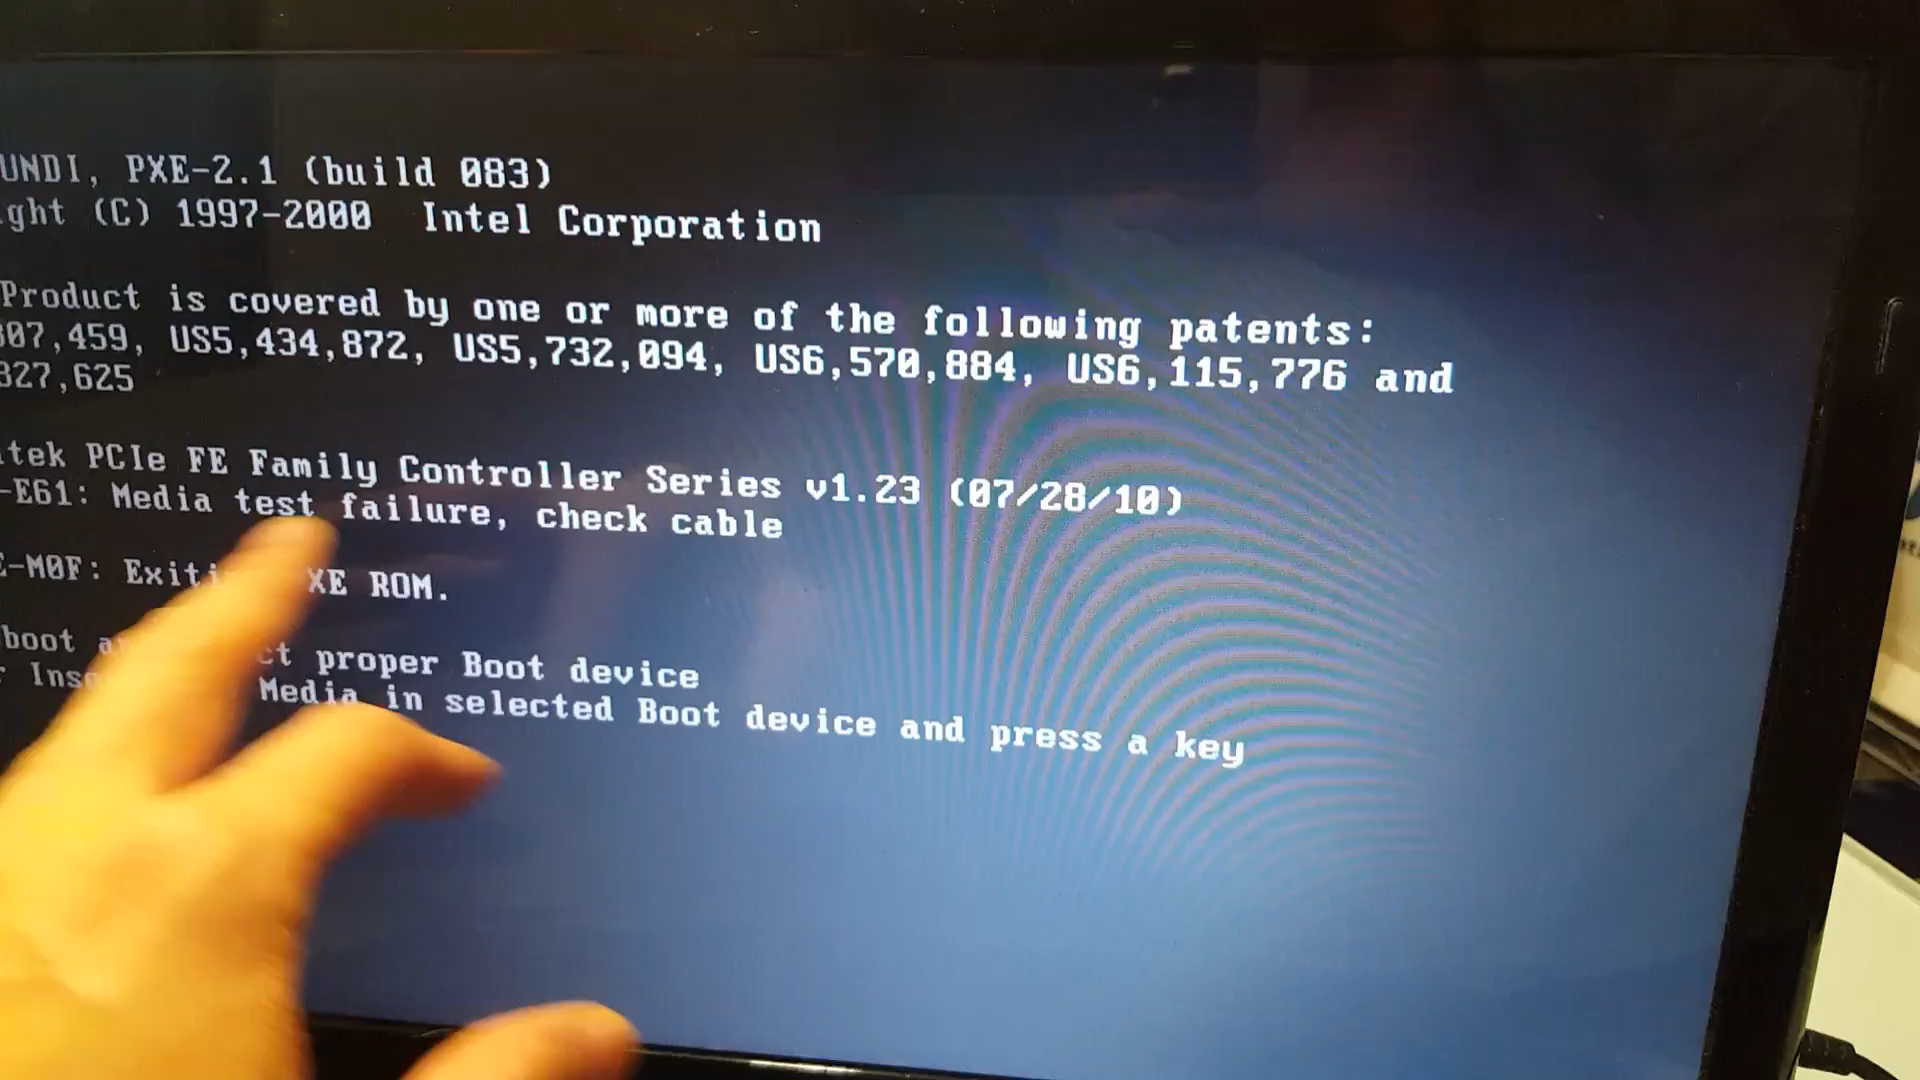 UNDI, PXE-2.1 (build 083)
ght (C) 1997-2000 Intel Corporation
Product is covered by one or more of the following patents:
307,459, US5,434,872, US5,732,094, US6,570,884, US6,115,776 and
327,625
tek PCIe FE Family Controller Series v1.23 (07/28/10)
-E61: Media test failure, check cable
E-M0F: Exiti XE ROM.
boot a ct proper Boot device
r Inse Media in selected Boot device and press a key